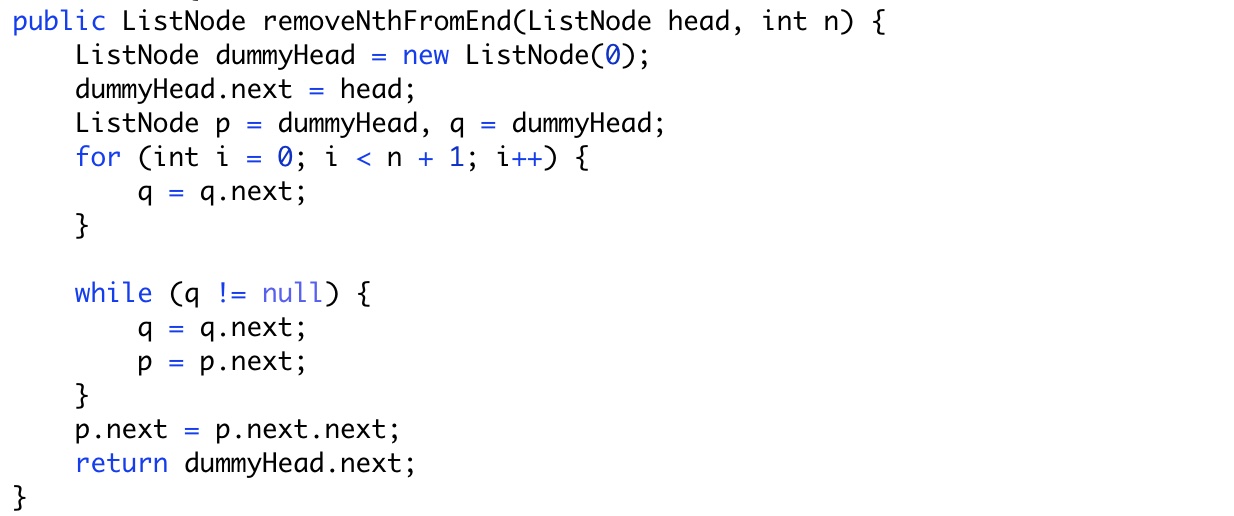 public ListNode removeNthFromEnd(ListNode head, int n) {
    ListNode dummyHead = new ListNode(0);
    dummyHead.next = head;
    ListNode p = dummyHead, q = dummyHead;
    for (int i = 0; i < n + 1; i++) {
        q = q.next;
    }

    while (q != null) {
        q = q.next;
        p = p.next;
    }
    p.next = p.next.next;
    return dummyHead.next;
}